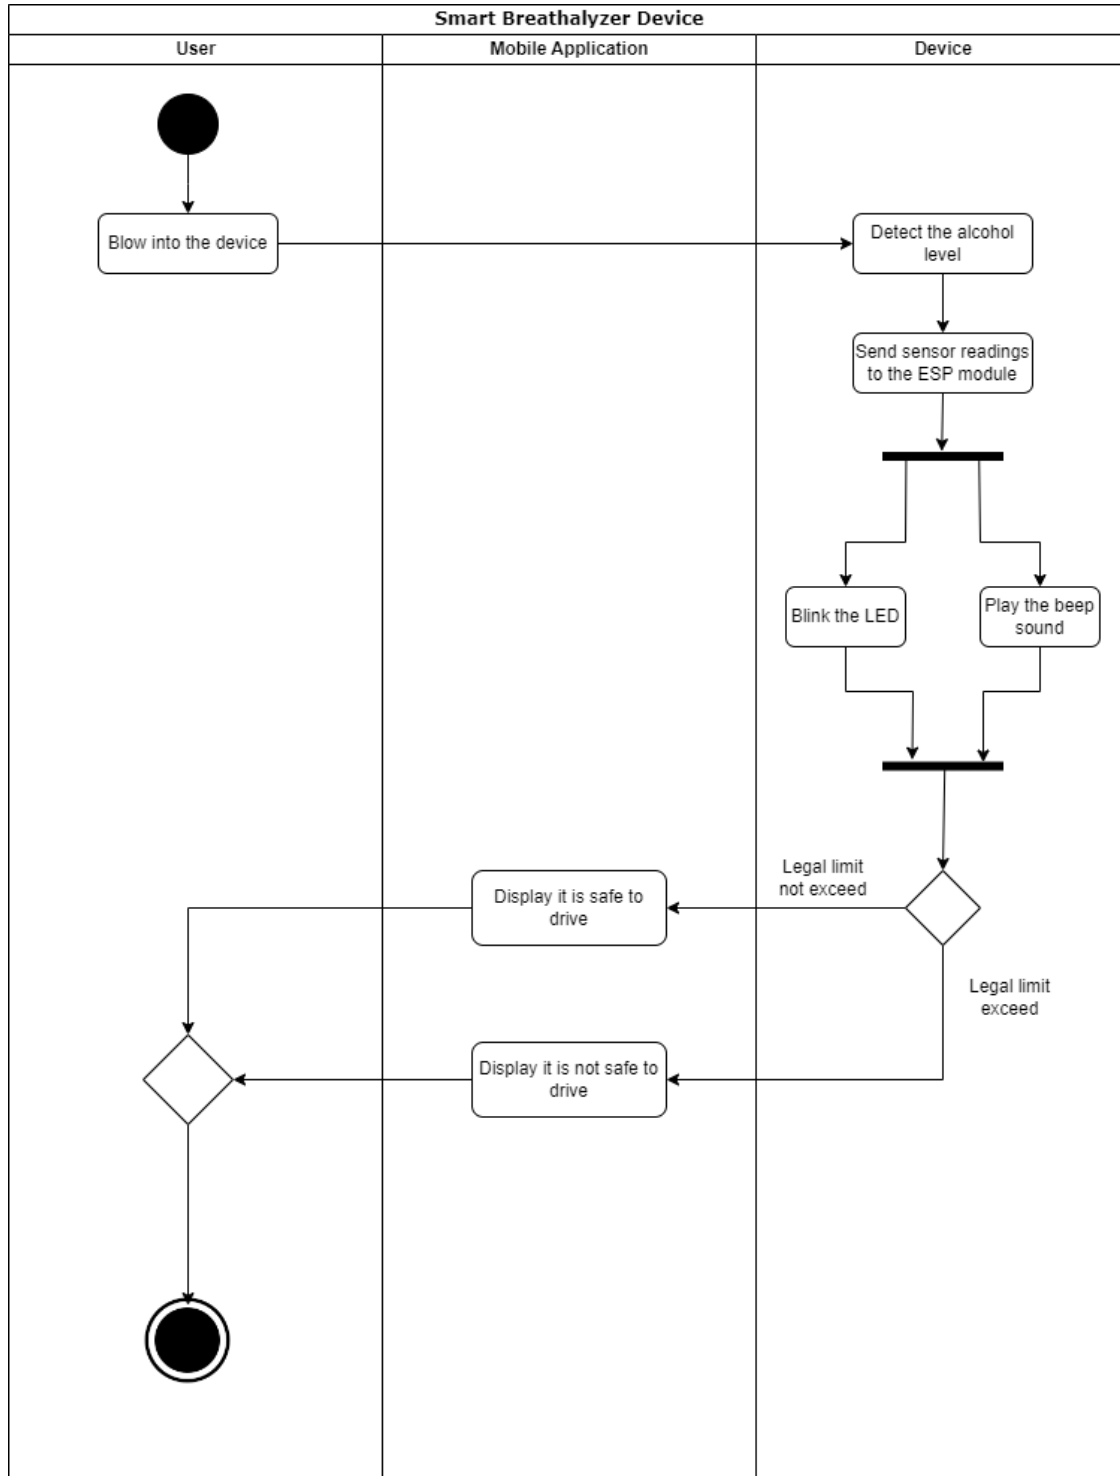 Smart Breathalyzer Device
User
Mobile Application
Device
Blow into the device
Detect the alcohol
level
Send sensor readings
to the ESP module
Blink the LED
Play the beep
sound
Legal limit
not exceed
Display it is safe to
drive
Legal limit
exceed
Display it is not safe to
drive